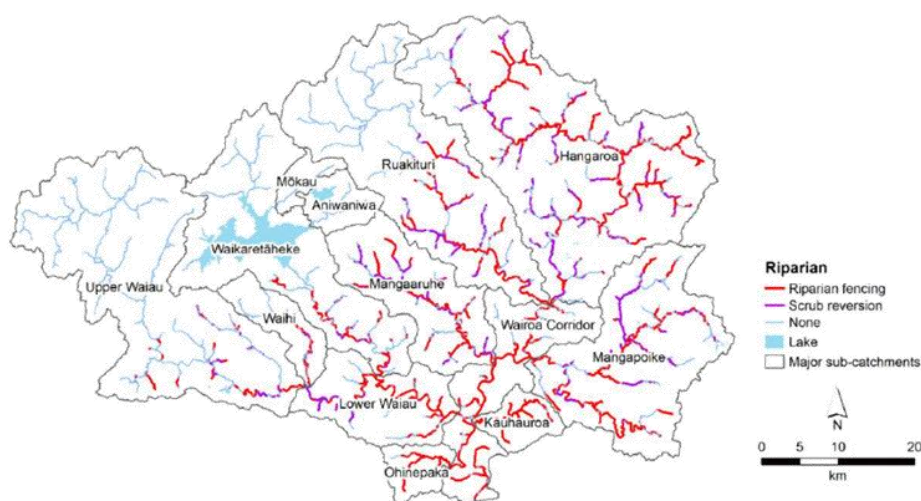 Hangaroa
Ruakituri
Mōkau
Aniwaniwa
Waikaretāheke
Mangaaruhe
Upper Waiau
Waihi
Wairoa Corridor
Mangapoike
Lower Waiau
Kauhauroa
Ohinepaka
Riparian
Riparian fencing
Scrub reversion
None
Lake
Major sub-catchments
N
0 5 10 20
km